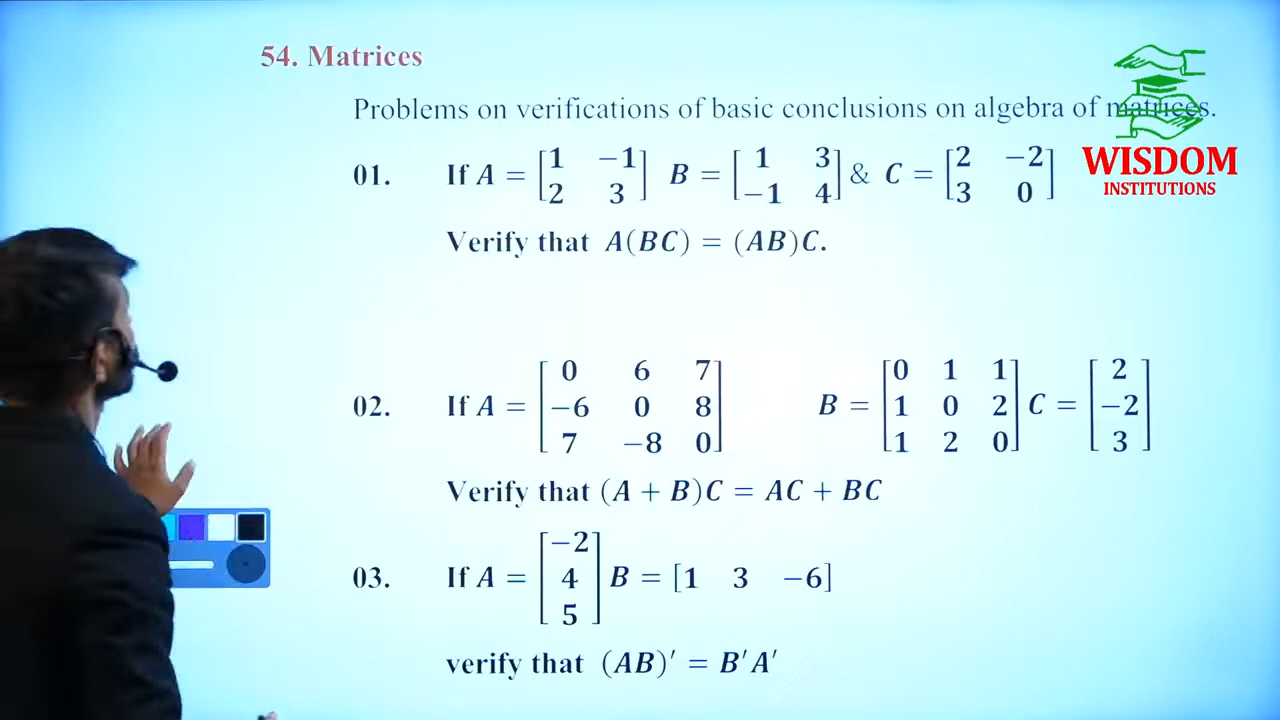 54. Matrices
Problems on verifications of basic conclusions on algebra of matrices.
WISDOM
INSTITUTIONS
01. If A = [1 −1; 2 3] B = [1 3; −1 4] & C = [2 −2; 3 0]
Verify that A(BC) = (AB)C.
02. If A = [0 6 7; −6 0 8; 7 −8 0] B = [0 1 1; 1 0 2; 1 2 0] C = [2; −2; 3]
Verify that (A + B)C = AC + BC
03. If A = [−2; 4; 5] B = [1 3 −6]
verify that (AB)′ = B′A′